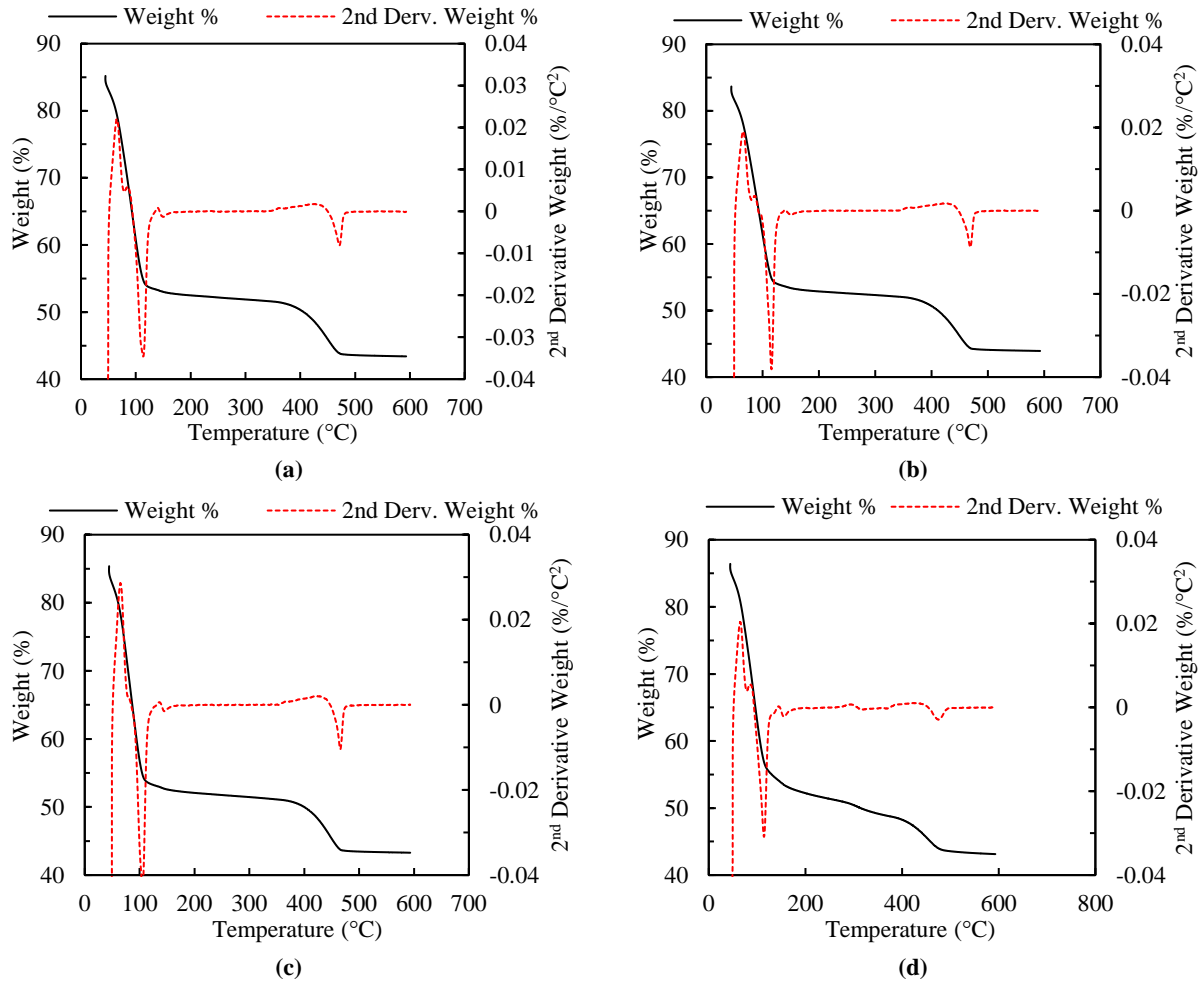 Weight % 2nd Derv. Weight %
90
80
70
60
50
40
Weight (%)
0.04
0.03
0.02
0.01
0
-0.01
-0.02
-0.03
-0.04
2nd Derivative Weight (%/°C2)
0 100 200 300 400 500 600 700
Temperature (°C)
(a)
Weight % 2nd Derv. Weight %
90
80
70
60
50
40
Weight (%)
0.04
0.02
0
-0.02
-0.04
2nd Derivative Weight (%/°C2)
0 100 200 300 400 500 600 700
Temperature (°C)
(b)
Weight % 2nd Derv. Weight %
90
80
70
60
50
40
Weight (%)
0.04
0.02
0
-0.02
-0.04
2nd Derivative Weight (%/°C2)
0 100 200 300 400 500 600 700
Temperature (°C)
(c)
Weight % 2nd Derv. Weight %
90
80
70
60
50
40
Weight (%)
0.04
0.02
0
-0.02
-0.04
2nd Derivative Weight (%/°C2)
0 200 400 600 800
Temperature (°C)
(d)